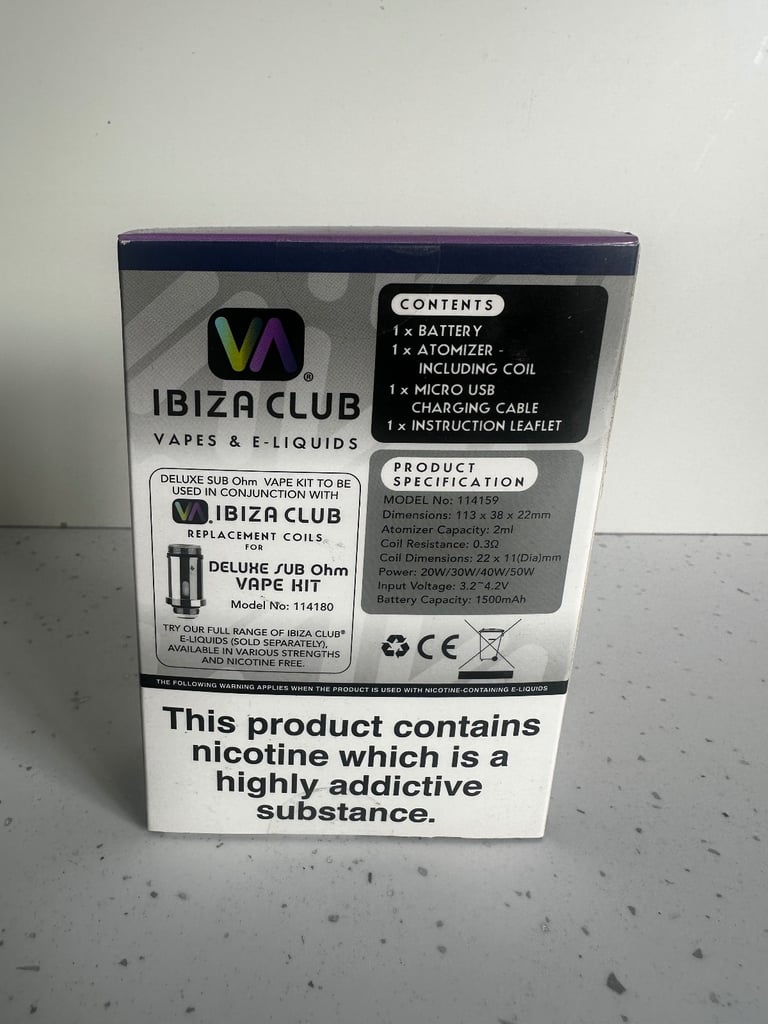 VA®
IBIZA CLUB
VAPES & E-LIQUIDS
CONTENTS
1 x BATTERY
1 x ATOMIZER -
INCLUDING COIL
1 x MICRO USB
CHARGING CABLE
1 x INSTRUCTION LEAFLET
DELUXE SUB Ohm VAPE KIT TO BE
USED IN CONJUNCTION WITH
VA® IBIZA CLUB
REPLACEMENT COILS
FOR
DELUXE SUB Ohm
VAPE KIT
Model No: 114180
TRY OUR FULL RANGE OF IBIZA CLUB®
E-LIQUIDS (SOLD SEPARATELY),
AVAILABLE IN VARIOUS STRENGTHS
AND NICOTINE FREE.
PRODUCT
SPECIFICATION
MODEL No: 114159
Dimensions: 113 x 38 x 22mm
Atomizer Capacity: 2ml
Coil Resistance: 0.3Ω
Coil Dimensions: 22 x 11(Dia)mm
Power: 20W/30W/40W/50W
Input Voltage: 3.2~4.2V
Battery Capacity: 1500mAh
CE
THE FOLLOWING WARNING APPLIES WHEN THE PRODUCT IS USED WITH NICOTINE-CONTAINING E-LIQUIDS
This product contains
nicotine which is a
highly addictive
substance.